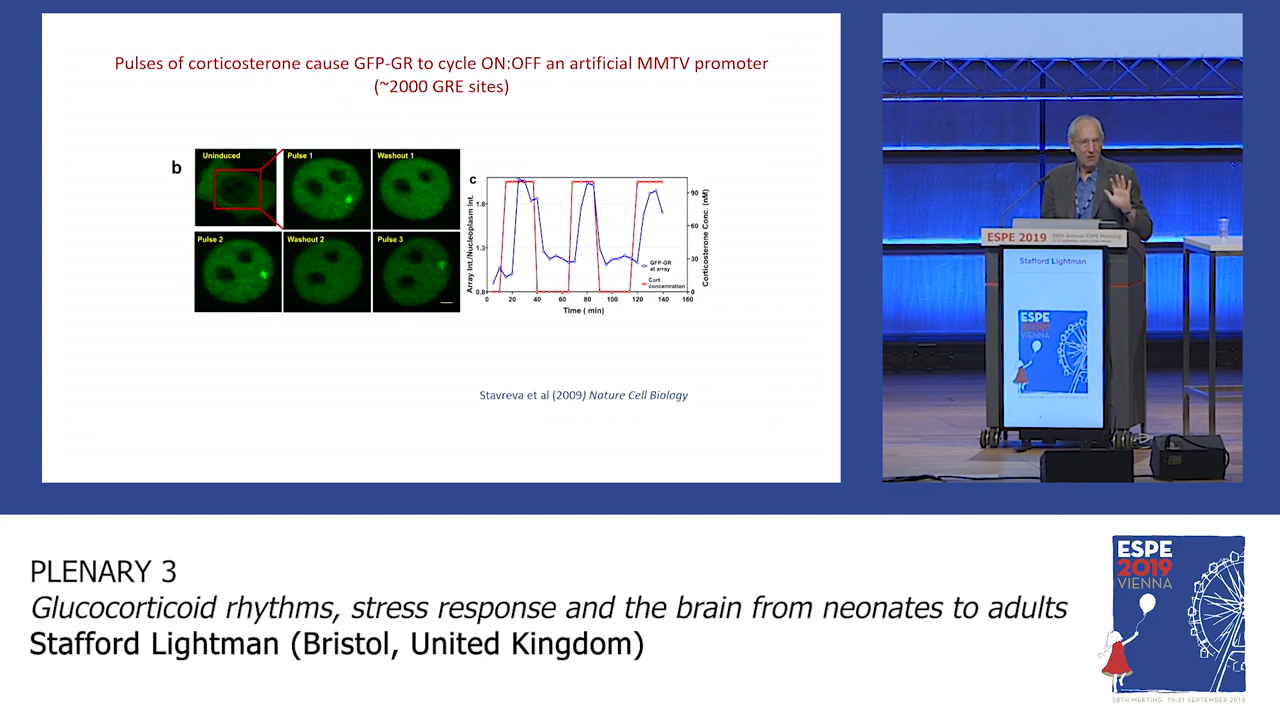 Pulses of corticosterone cause GFP-GR to cycle ON:OFF an artificial MMTV promoter
(~2000 GRE sites)
b
Uninduced
Pulse 1
Washout 1
Pulse 2
Washout 2
Pulse 3
c
Array Int./Nucleoplasm Int.
1.8
1.3
0.8
0 20 40 60 80 100 120 140 160
Time ( min)
90
60
30
0
Corticosterone Conc. (nM)
GFP-GR
at array
Cort
concentration
Stavreva et al (2009) Nature Cell Biology
ESPE 2019 58th Annual ESPE Meeting
Stafford Lightman
ESPE
2019
VIENNA
PLENARY 3
Glucocorticoid rhythms, stress response and the brain from neonates to adults
Stafford Lightman (Bristol, United Kingdom)
ESPE
2019
VIENNA
58TH MEETING 19-21 SEPTEMBER 2019